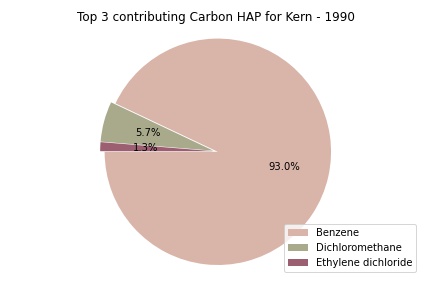 Top 3 contributing Carbon HAP for Kern - 1990
5.7%
1.3%
93.0%
Benzene
Dichloromethane
Ethylene dichloride